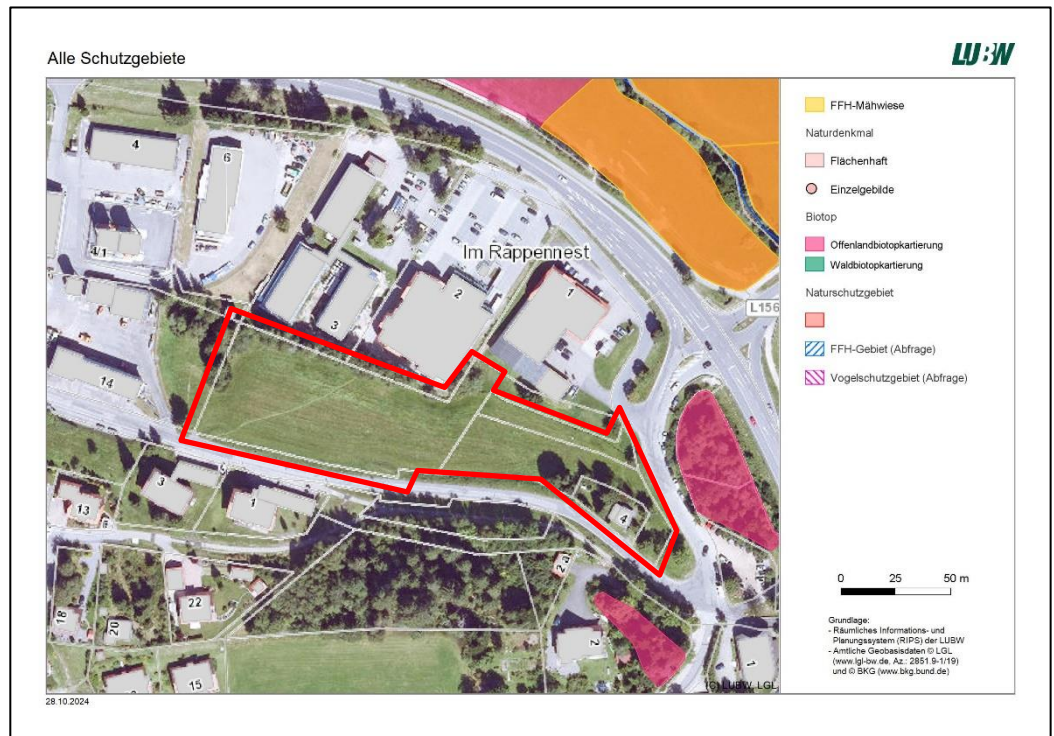 Alle Schutzgebiete
LUBW
4
6
4/1
Im Rappennest
2
1
3
L156
14
3
1
4
13
2 a
22
18
20
2
15
1
(C) LUBW, LGL
FFH-Mähwiese
Naturdenkmal
Flächenhaft
Einzelgebilde
Biotop
Offenlandbiotopkartierung
Waldbiotopkartierung
Naturschutzgebiet
FFH-Gebiet (Abfrage)
Vogelschutzgebiet (Abfrage)
0 25 50 m
Grundlage:
- Räumliches Informations- und
Planungssystem (RIPS) der LUBW
- Amtliche Geobasisdaten © LGL
(www.lgl-bw.de, Az.: 2851.9-1/19)
und © BKG (www.bkg.bund.de)
28.10.2024